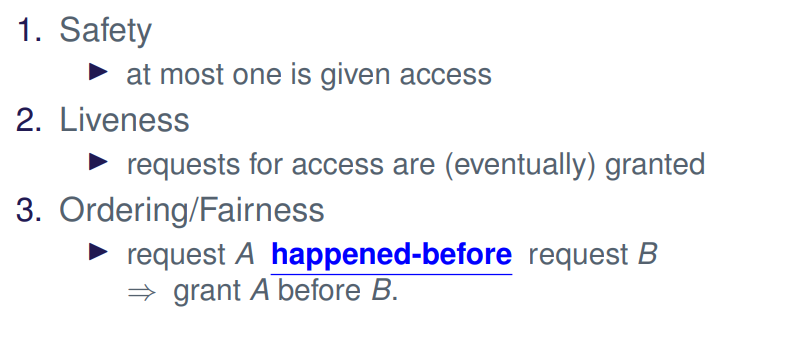 1. Safety
▶ at most one is given access
2. Liveness
▶ requests for access are (eventually) granted
3. Ordering/Fairness
▶ request A happened-before request B
⇒ grant A before B.